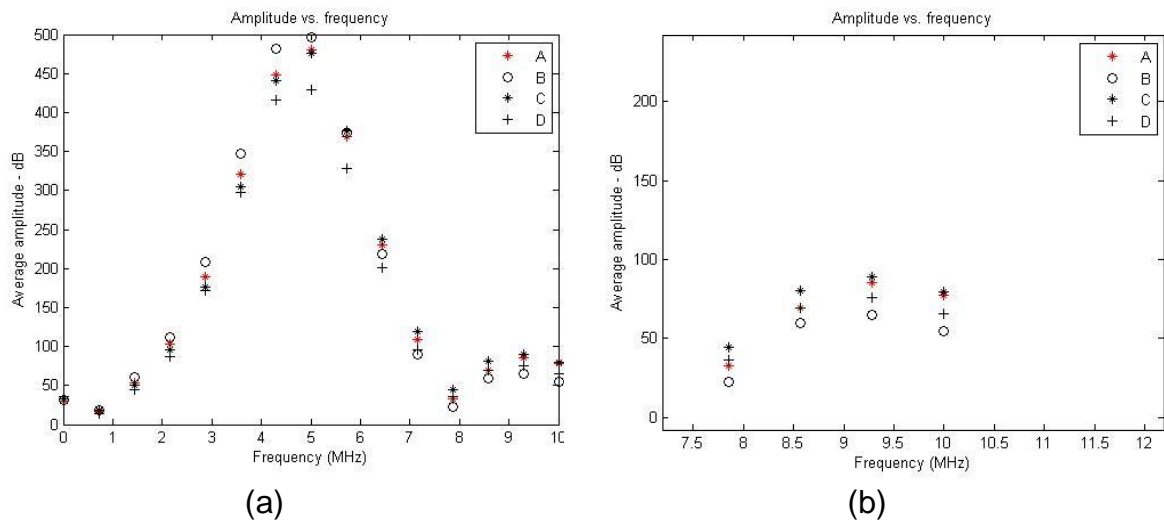 Amplitude vs. frequency
500
450
400
350
300
250
200
150
100
50
0
Average amplitude - dB
A
B
C
D
0 1 2 3 4 5 6 7 8 9 10
Frequency (MHz)
(a)
Amplitude vs. frequency
200
150
100
50
0
Average amplitude - dB
A
B
C
D
7.5 8 8.5 9 9.5 10 10.5 11 11.5 12
Frequency (MHz)
(b)